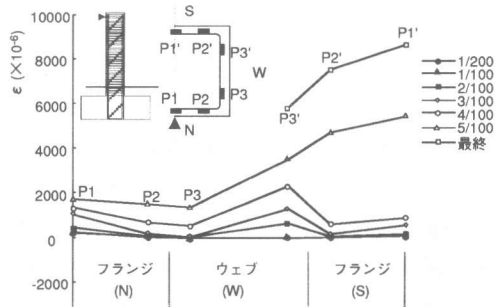 ε (×10⁻⁶)
10000
8000
6000
4000
2000
0
-2000
S
P1' P2'
P3'
W
P1 P2 P3
N
P1 P2 P3
P3'
P2'
P1'
1/200
1/100
2/100
3/100
4/100
5/100
最終
フランジ ウェブ フランジ
(N) (W) (S)